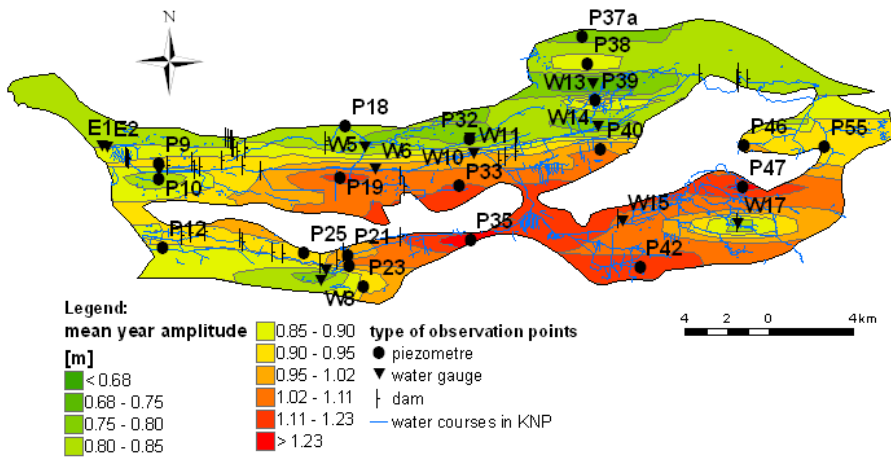 N
P37a
P38
W13
P39
P18
P32
W11
W14
E1
E2
P9
W5
W6
W10
P40
P46
P55
P10
P19
P33
P47
W15
W17
P12
P25
P21
P35
P23
P42
W8
Legend:
mean year amplitude
[m]
< 0.68
0.68 - 0.75
0.75 - 0.80
0.80 - 0.85
0.85 - 0.90
0.90 - 0.95
0.95 - 1.02
1.02 - 1.11
1.11 - 1.23
> 1.23
type of observation points
piezometre
water gauge
dam
water courses in KNP
4 2 0 4 km